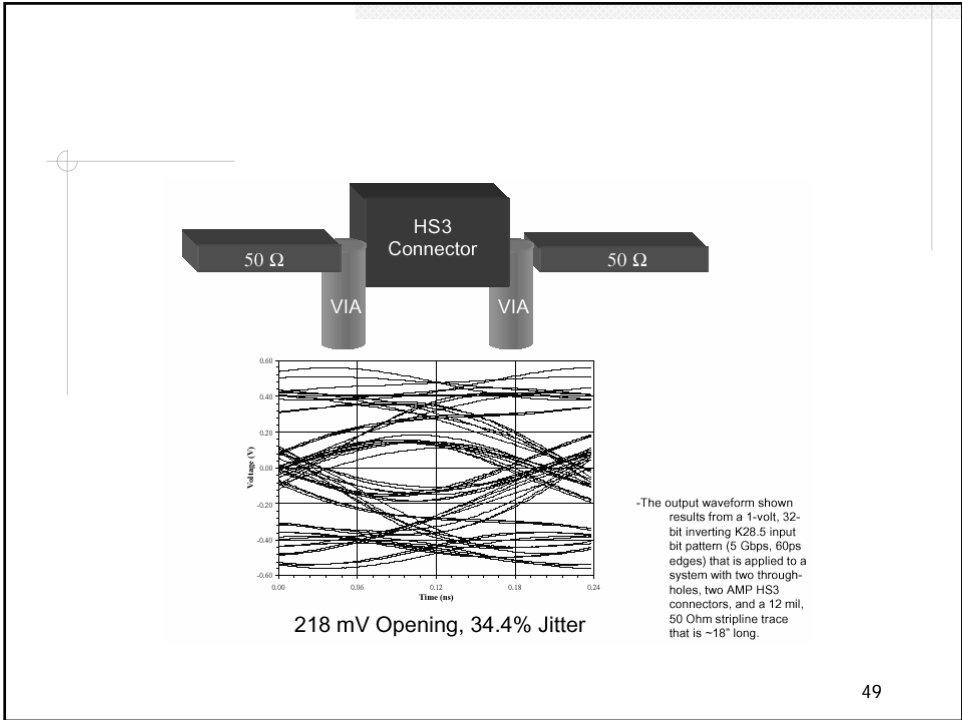 HS3
Connector
50 Ω
50 Ω
VIA
VIA
0.60
0.40
0.20
0.00
-0.20
-0.40
-0.60
Voltage (V)
0.00
0.06
0.12
0.18
0.24
Time (ns)
218 mV Opening, 34.4% Jitter
-The output waveform shown
results from a 1-volt, 32-
bit inverting K28.5 input
bit pattern (5 Gbps, 60ps
edges) that is applied to a
system with two through-
holes, two AMP HS3
connectors, and a 12 mil,
50 Ohm stripline trace
that is ~18" long.
49